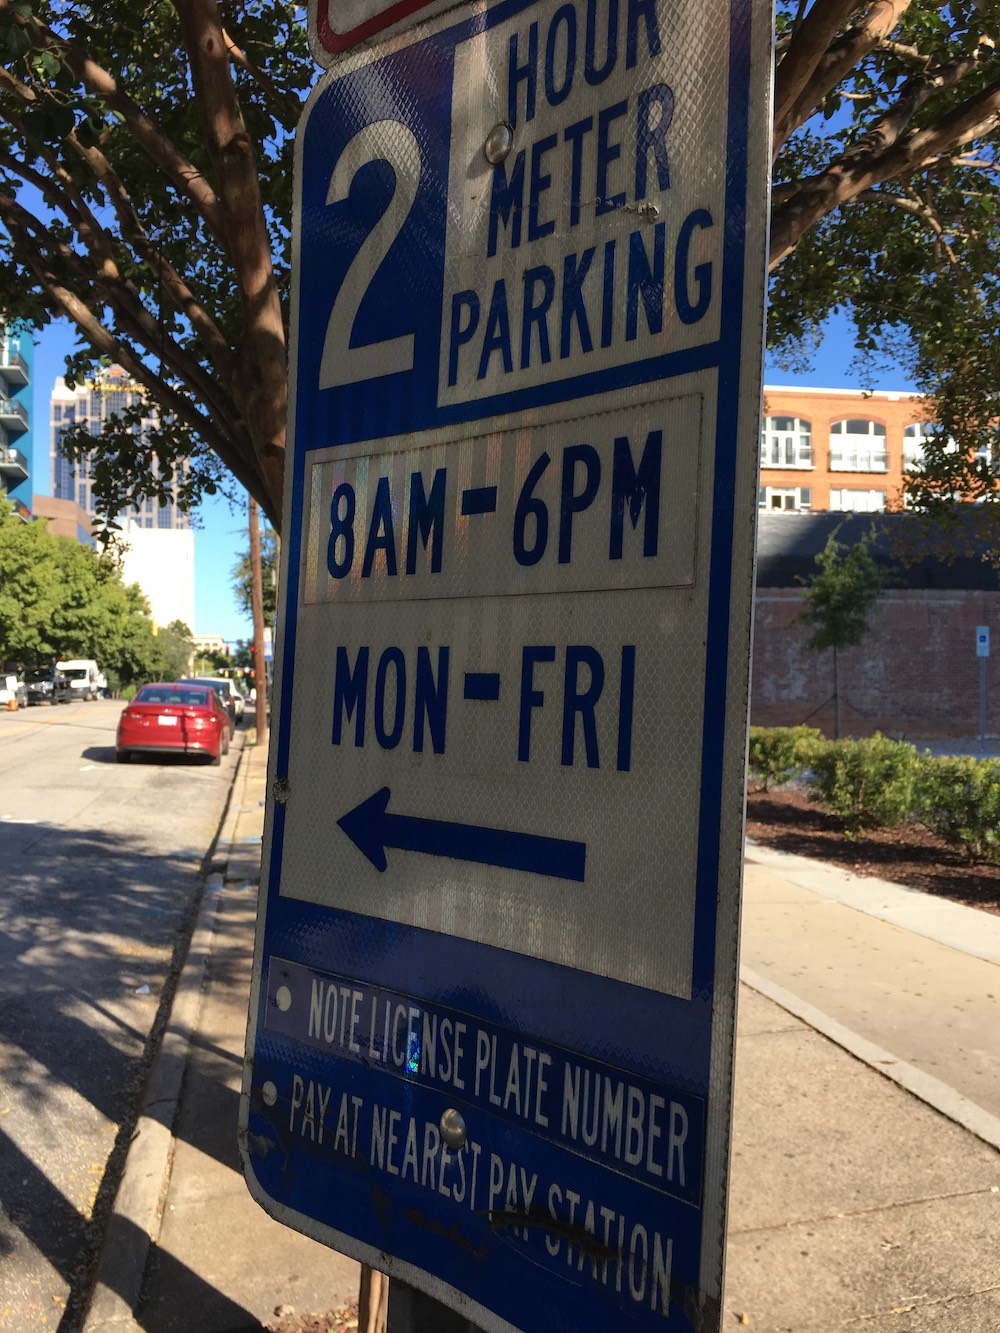 2 HOUR
METER
PARKING
8AM-6PM
MON-FRI
NOTE LICENSE PLATE NUMBER
PAY AT NEAREST PAY STATION